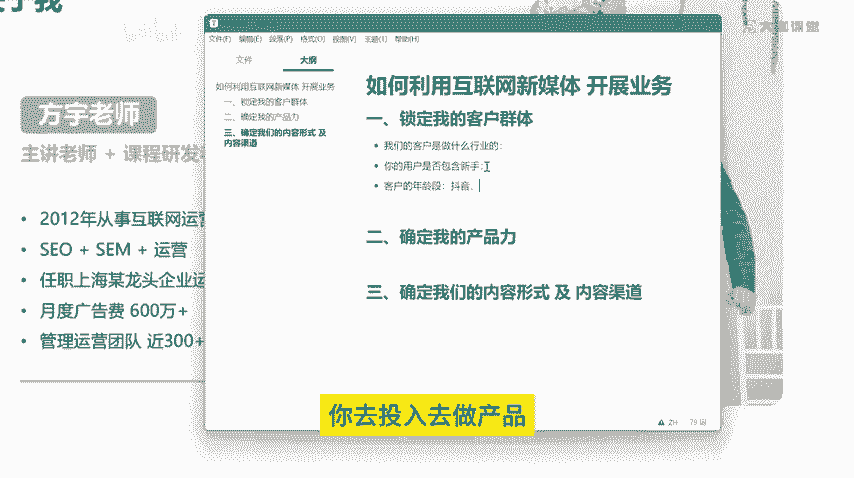 方宇老师
主讲老师 + 课程研发
• 2012年从事互联网运营
• SEO + SEM + 运营
• 任职上海某龙头企业运
• 月度广告费 600万+
• 管理运营团队 近300+
文件(F) 编辑(E) 段落(P) 格式(O) 视图(V) 主题(T) 帮助(H)
文件 大纲
如何利用互联网新媒体 开展业务
一、锁定我的客户群体
二、确定我的产品力
三、确定我们的内容形式 及
内容渠道
如何利用互联网新媒体 开展业务
一、锁定我的客户群体
• 我们的客户是做什么行业的:
• 你的用户是否包含新手:
• 客户的年龄段: 抖音、
二、确定我的产品力
三、确定我们的内容形式 及 内容渠道
ZH 79 词
你去投入去做产品